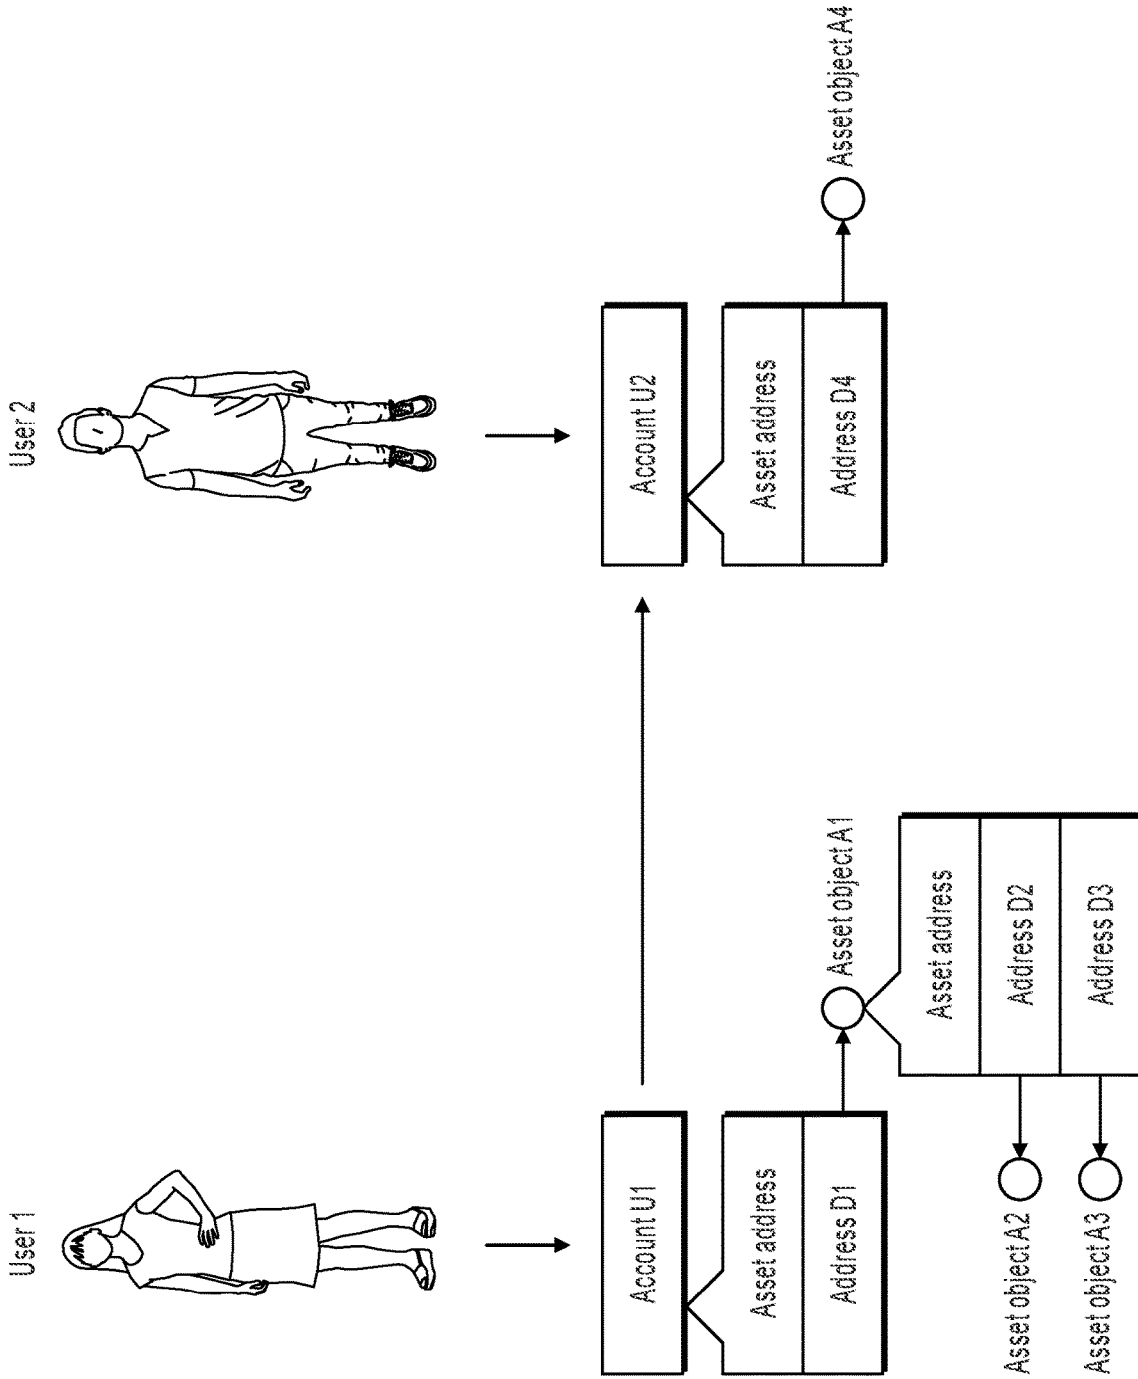 User 1
User 2
Account U1
Account U2
Asset address
Address D1
Asset object A1
Asset address
Address D4
Asset object A4
Asset address
Address D2
Address D3
Asset object A2
Asset object A3